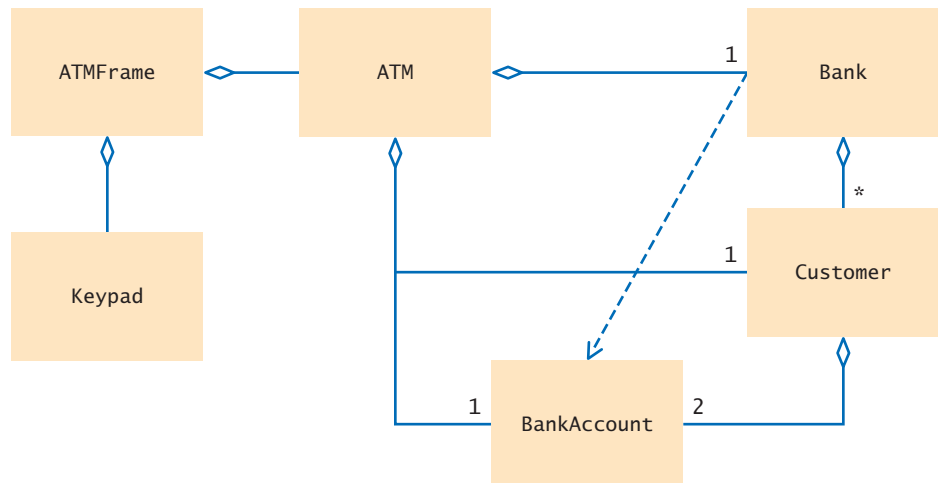 ATMFrame
ATM
1
Bank
*
Keypad
1
Customer
1
BankAccount
2